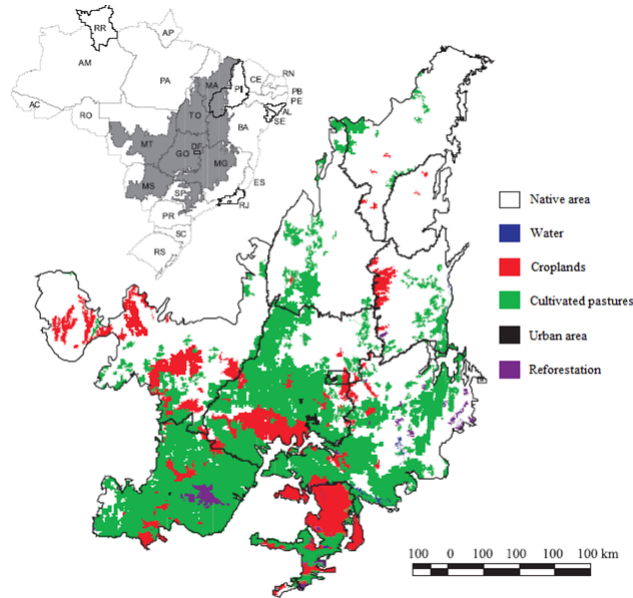 RR
AP
AM
PA
MA
CE
RN
PI
PB
PE
AC
TO
AL
SE
RO
BA
MT
DF
GO
MG
MS
ES
SP
RJ
PR
SC
RS
Native area
Water
Croplands
Cultivated pastures
Urban area
Reforestation
100 0 100 100 100 km